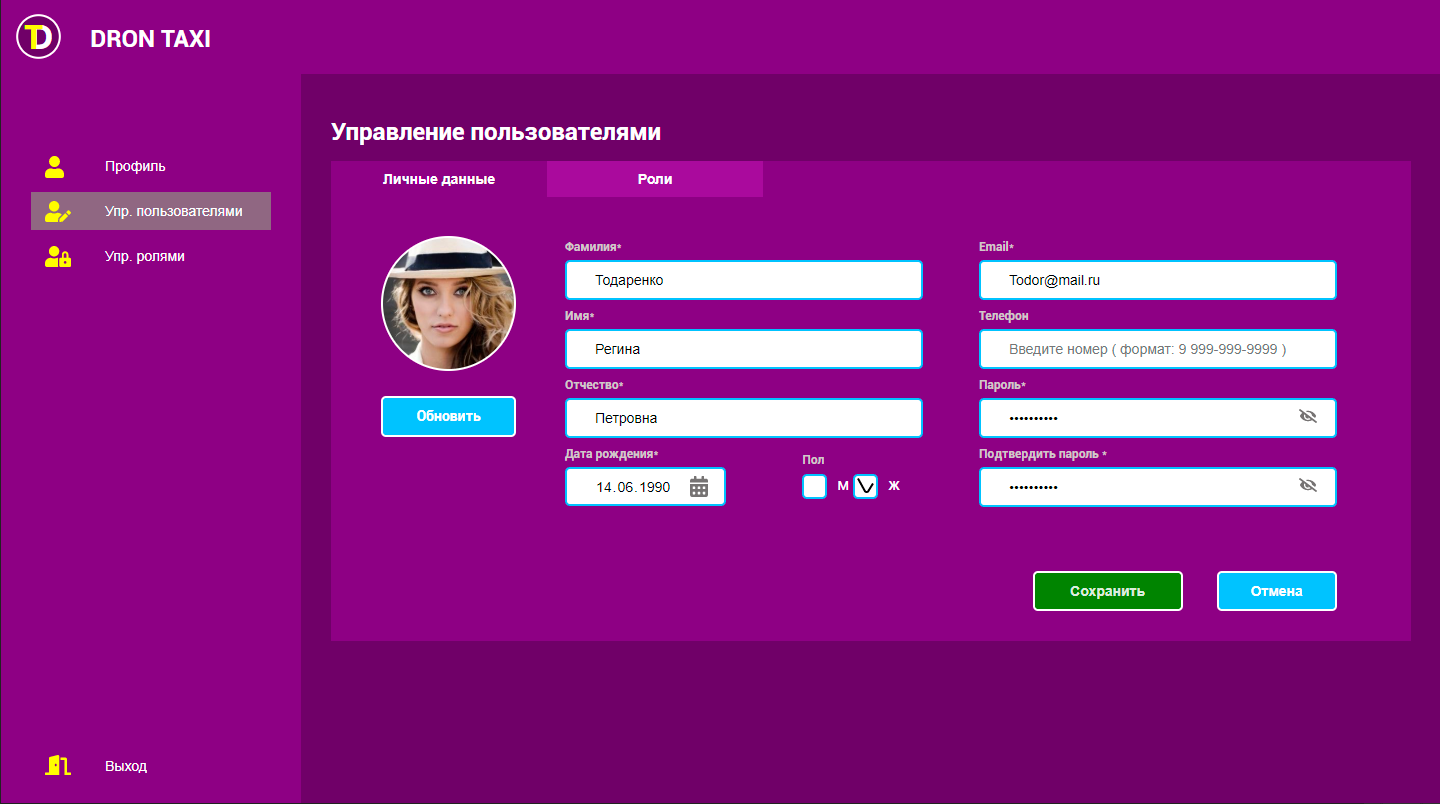 DRON TAXI
Профиль
Упр. пользователями
Упр. ролями
Выход
Управление пользователями
Личные данные
Роли
Обновить
Фамилия*
Тодаренко
Имя*
Регина
Отчество*
Петровна
Дата рождения*
14.06.1990
Пол
М
Ж
Email*
Todor@mail.ru
Телефон
Введите номер ( формат: 9 999-999-9999 )
Пароль*
••••••••••
Подтвердить пароль *
••••••••••
Сохранить
Отмена